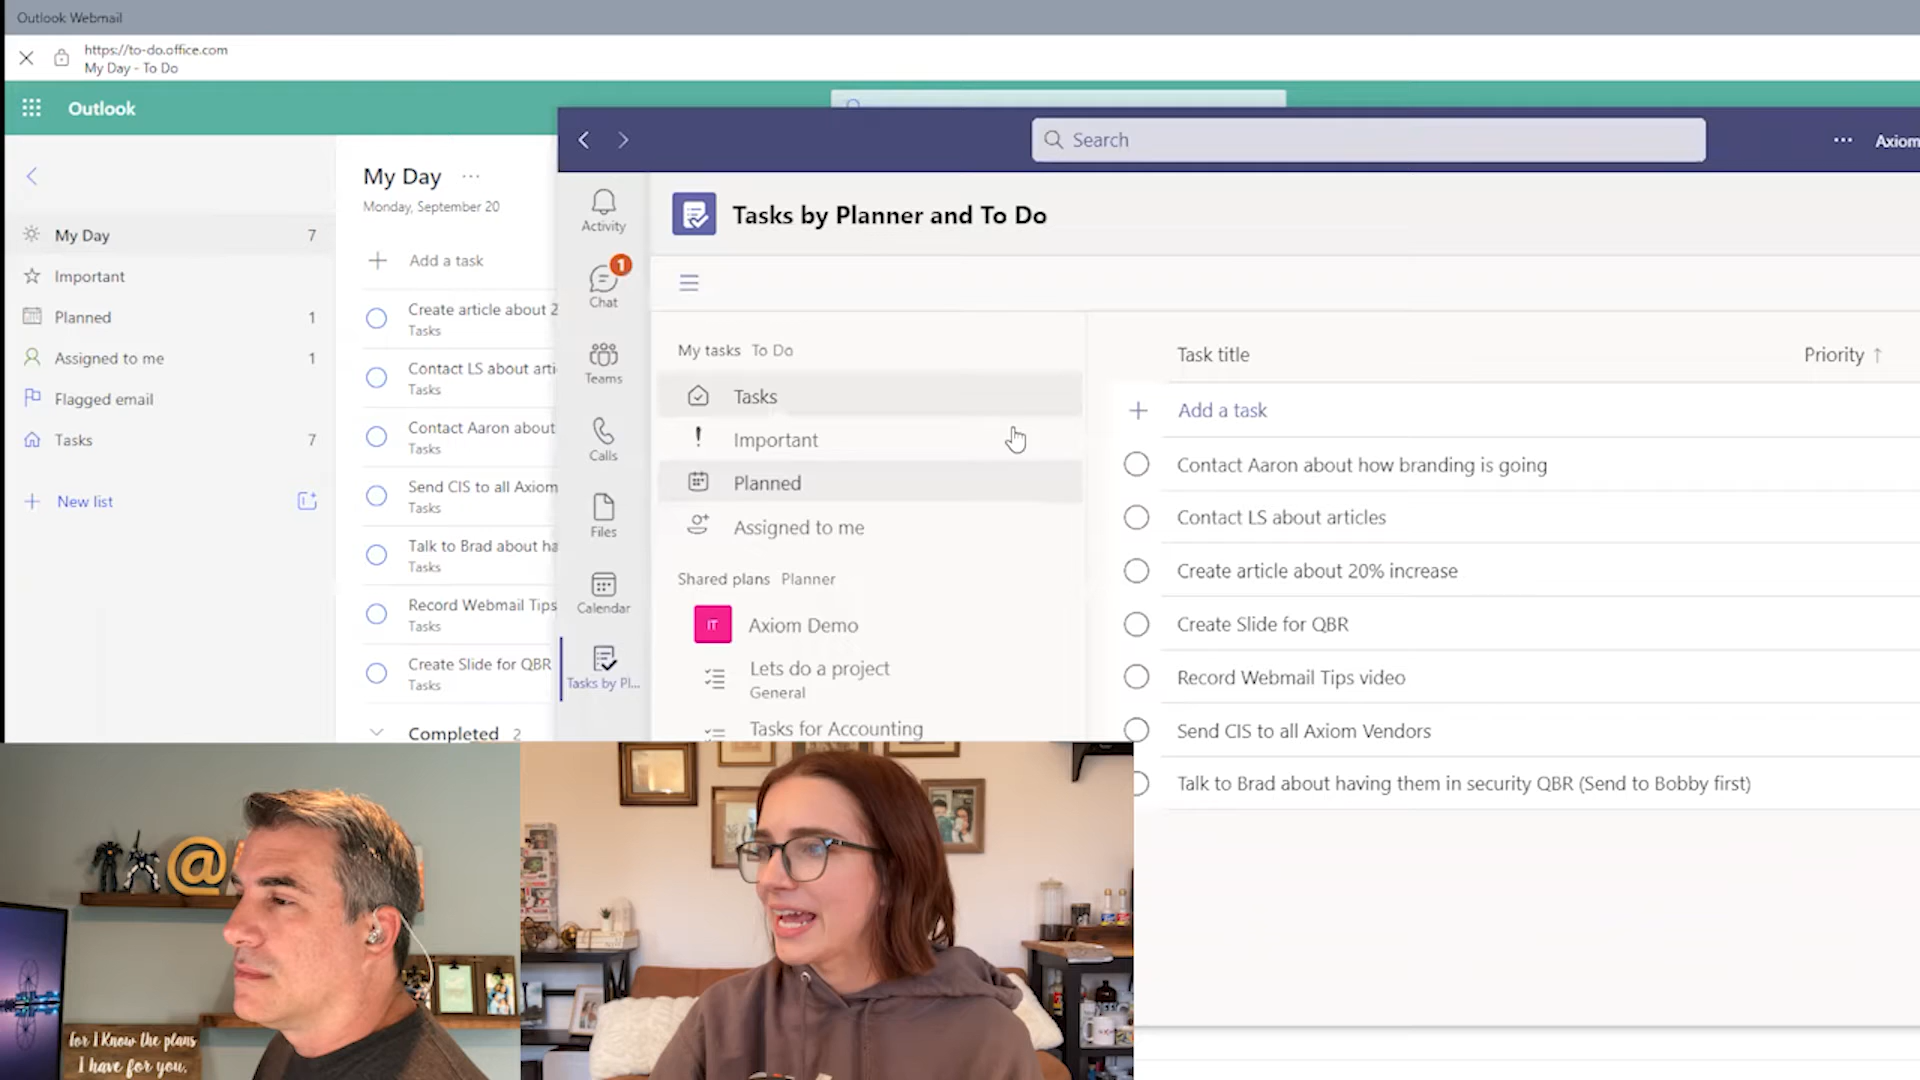 Outlook Webmail
https://to-do.office.com
My Day - To Do
Outlook
My Day 7
Important
Planned 1
Assigned to me 1
Flagged email
Tasks 7
New list
My Day ...
Monday, September 20
Add a task
Create article about 2
Tasks
Contact LS about arti
Tasks
Contact Aaron about
Tasks
Send CIS to all Axiom
Tasks
Talk to Brad about ha
Tasks
Record Webmail Tips
Tasks
Create Slide for QBR
Tasks
Completed 2
Search
... Axiom
Activity
1
Chat
Teams
Calls
Files
Calendar
Tasks by Pl...
Tasks by Planner and To Do
My tasks To Do
Tasks
Important
Planned
Assigned to me
Shared plans Planner
IT Axiom Demo
Lets do a project
General
Tasks for Accounting
Task title Priority ↑
Add a task
Contact Aaron about how branding is going
Contact LS about articles
Create article about 20% increase
Create Slide for QBR
Record Webmail Tips video
Send CIS to all Axiom Vendors
Talk to Brad about having them in security QBR (Send to Bobby first)
@
for I Know the plans
I have for you,